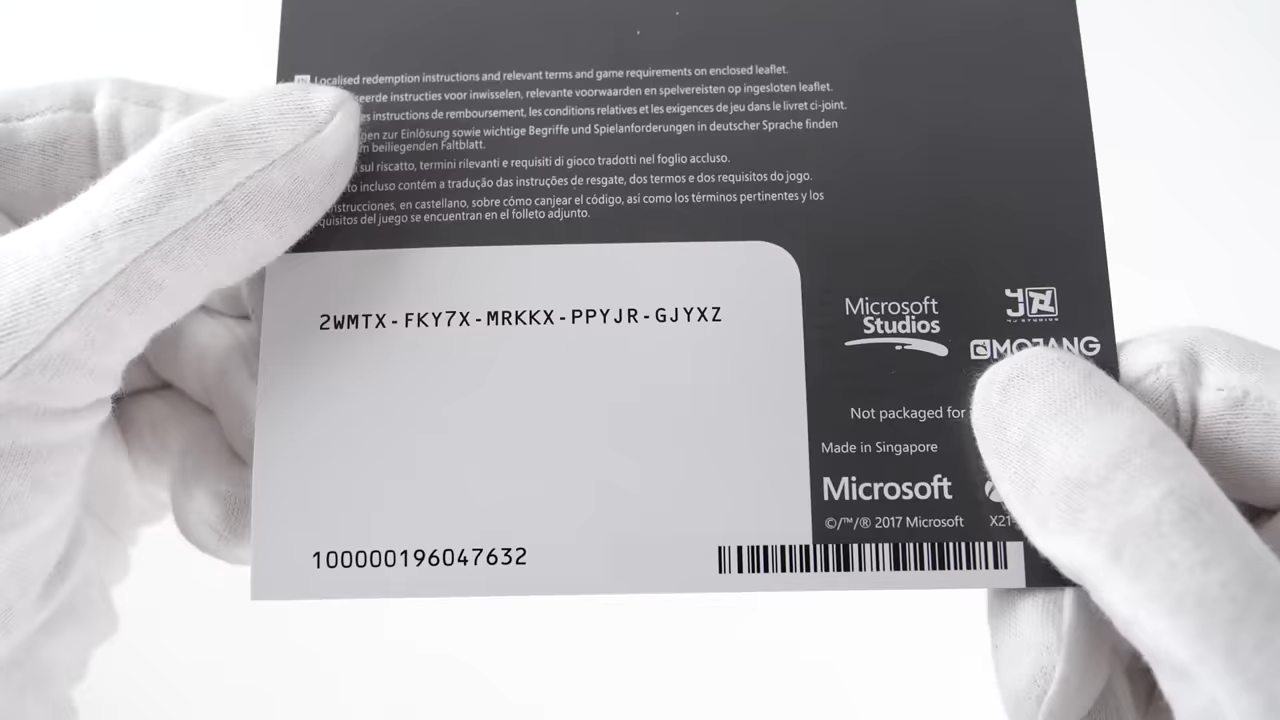 EN Localised redemption instructions and relevant terms and game requirements on enclosed leaflet.
instructies voor inwisselen, relevante voorwaarden en spelvereisten op ingesloten leaflet.
instructions de remboursement, les conditions relatives et les exigences de jeu dans le livret ci-joint.
zur Einlösung sowie wichtige Begriffe und Spielanforderungen in deutscher Sprache finden
beiliegenden Faltblatt.
sul riscatto, termini rilevanti e requisiti di gioco tradotti nel foglio accluso.
incluso contém a tradução das instruções de resgate, dos termos e dos requisitos do jogo.
instrucciones, en castellano, sobre cómo canjear el código, asi como los términos pertinentes y los
quisitos del juego se encuentran en el folleto adjunto.
2WMTX-FKY7X-MRKKX-PPYJR-GJYXZ
Microsoft
Studios
4J STUDIOS
MOJANG
Not packaged for
Made in Singapore
Microsoft
©/™/® 2017 Microsoft X21-
100000196047632